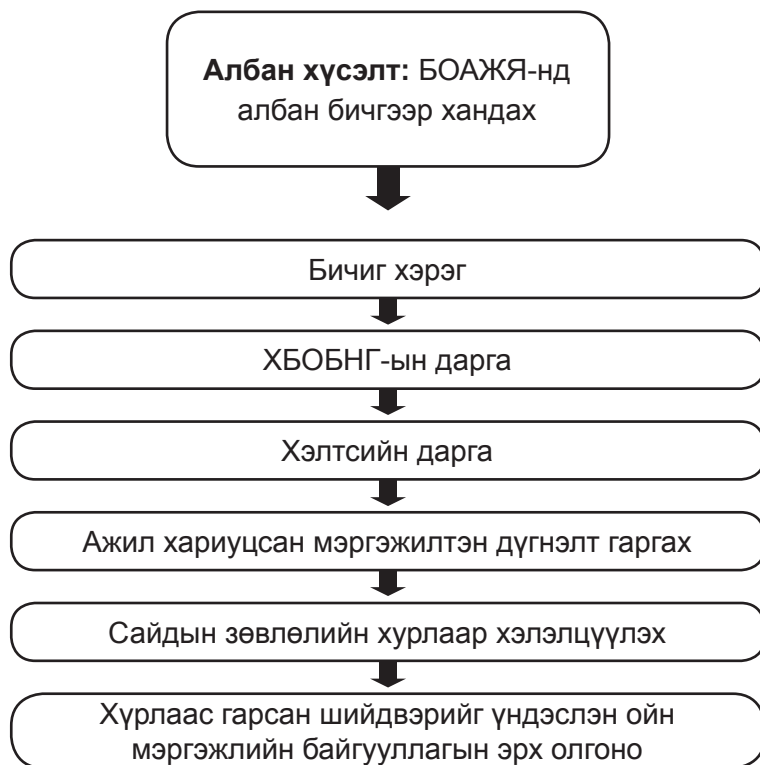 Албан хүсэлт: БОАЖЯ-нд
албан бичгээр хандах
Бичиг хэрэг
ХБОБНГ-ын дарга
Хэлтсийн дарга
Ажил хариуцсан мэргэжилтэн дүгнэлт гаргах
Сайдын зөвлөлийн хурлаар хэлэлцүүлэх
Хүрлаас гарсан шийдвэрийг үндэслэн ойн
мэргэжлийн байгууллагын эрх олгоно